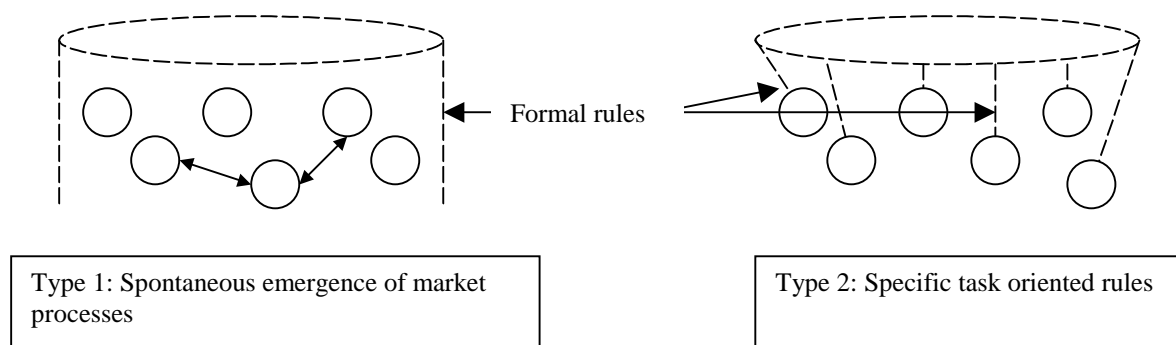 Formal rules
Type 1: Spontaneous emergence of market
processes
Type 2: Specific task oriented rules